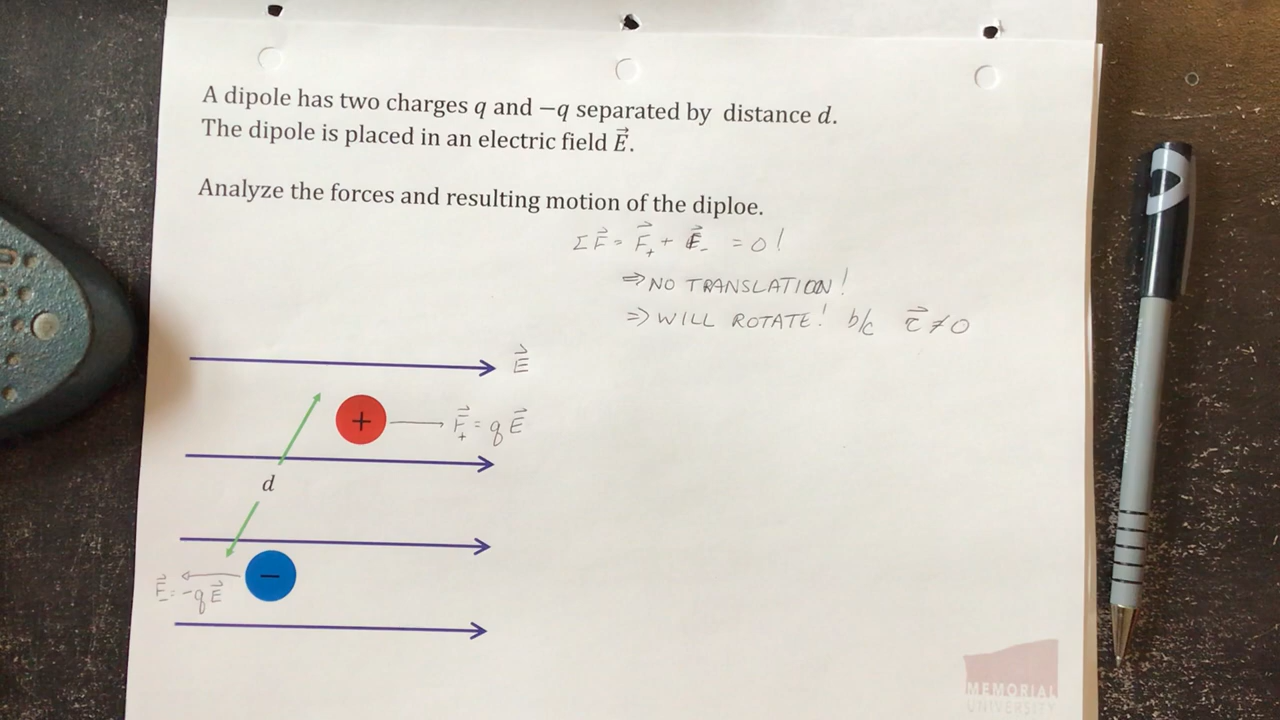 A dipole has two charges q and −q separated by distance d.
The dipole is placed in an electric field E⃗.
Analyze the forces and resulting motion of the diploe.
ΣF⃗ = F⃗₊ + F⃗₋ = 0!
⇒ NO TRANSLATION!
⇒ WILL ROTATE! b/c τ⃗ ≠ 0
E⃗
+
F⃗₊ = qE⃗
d
−
F⃗₋ = -qE⃗
MEMORIAL
UNIVERSITY